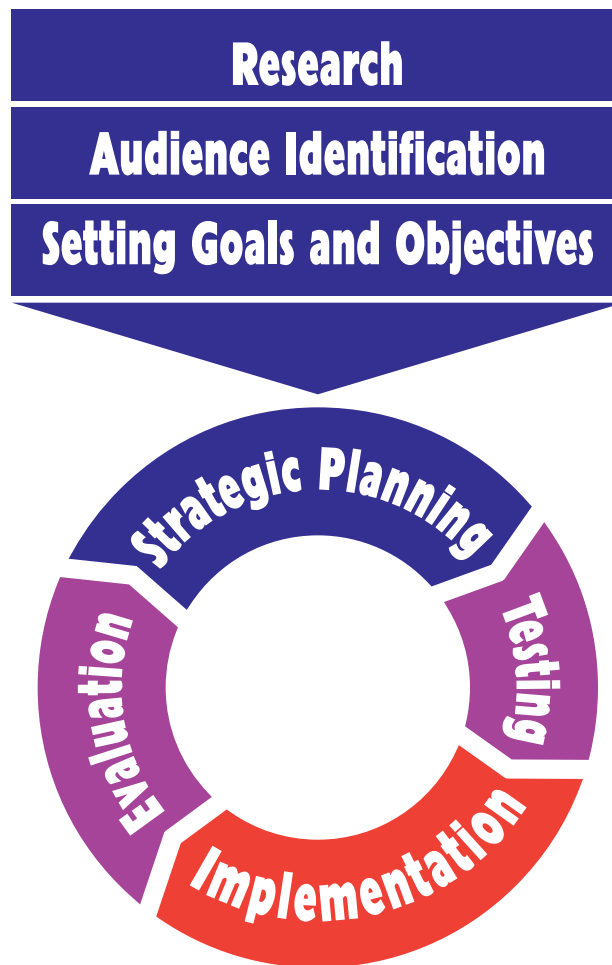 Research
Audience Identification
Setting Goals and Objectives
Strategic Planning
Testing
Implementation
Evaluation